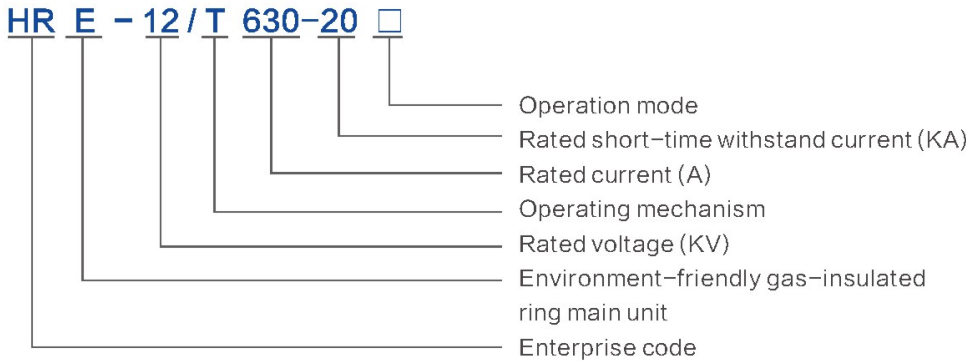 HR E - 12 / T 630-20 □
Operation mode
Rated short-time withstand current (KA)
Rated current (A)
Operating mechanism
Rated voltage (KV)
Environment-friendly gas-insulated
ring main unit
Enterprise code